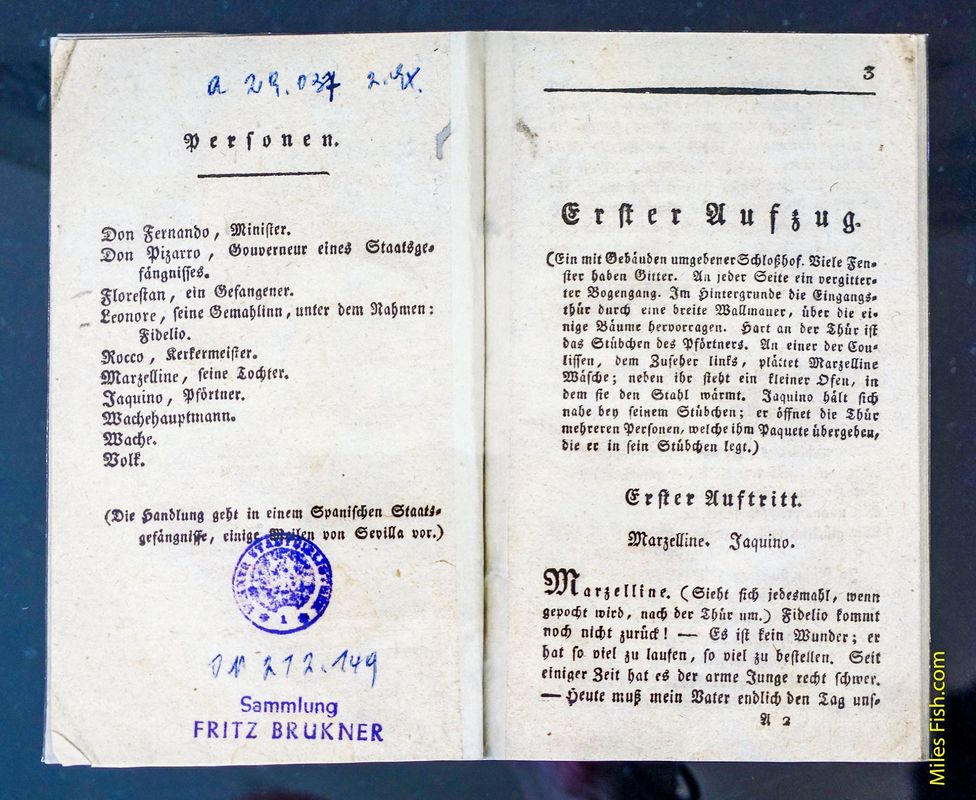 a 29.037 2. Ex.
Personen.
Don Fernando, Minister.
Don Pizarro, Gouverneur eines Staatsge-
fängnisses.
Florestan, ein Gefangener.
Leonore, seine Gemahlinn, unter dem Nahmen:
Fidelio.
Rocco, Kerkermeister.
Marzelline, seine Tochter.
Jaquino, Pförtner.
Wachehauptmann.
Wache.
Volk.
(Die Handlung geht in einem Spanischen Staats-
gefängnisse, einige Meilen von Sevilla vor.)
WIENER STADTBIBLIOTHEK
1
212.149
Sammlung
FRITZ BRUKNER
3
Erster Aufzug.
(Ein mit Gebäuden umgebener Schloßhof. Viele Fen-
ster haben Gitter. An jeder Seite ein vergitter-
ter Bogengang. Im Hintergrunde die Eingangs-
thür durch eine breite Wallmauer, über die ei-
nige Bäume hervorragen. Hart an der Thür ist
das Stübchen des Pförtners. An einer der Cou-
lissen, dem Zuseher links, plättet Marzelline
Wäsche; neben ihr steht ein kleiner Ofen, in
dem sie den Stahl wärmt. Jaquino hält sich
nahe bey seinem Stübchen; er öffnet die Thür
mehreren Personen, welche ihm Paquete übergeben,
die er in sein Stübchen legt.)
Erster Auftritt.
Marzelline. Jaquino.
Marzelline. (Sieht sich jedesmahl, wenn
gepocht wird, nach der Thür um.) Fidelio kommt
noch nicht zurück! — Es ist kein Wunder; er
hat so viel zu laufen, so viel zu bestellen. Seit
einiger Zeit hat es der arme Junge recht schwer.
— Heute muß mein Vater endlich den Tag uns-
A 2
Miles Fish.com